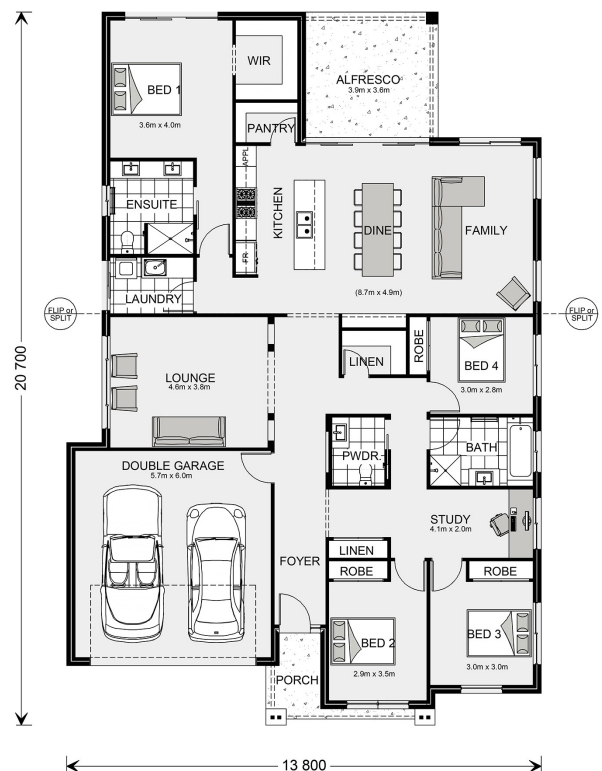 WIR
ALFRESCO
3.9m x 3.6m
BED 1
3.6m x 4.0m
PANTRY
APPL
KITCHEN
ENSUITE
DINE
FAMILY
FR
LAUNDRY
(8.7m x 4.9m)
FLIP or
SPLIT
FLIP or
SPLIT
20 700
LINEN
ROBE
BED 4
3.0m x 2.8m
LOUNGE
4.6m x 3.8m
PWDR.
BATH
DOUBLE GARAGE
5.7m x 6.0m
STUDY
4.1m x 2.0m
FOYER
LINEN
ROBE
ROBE
BED 2
2.9m x 3.5m
BED 3
3.0m x 3.0m
PORCH
13 800